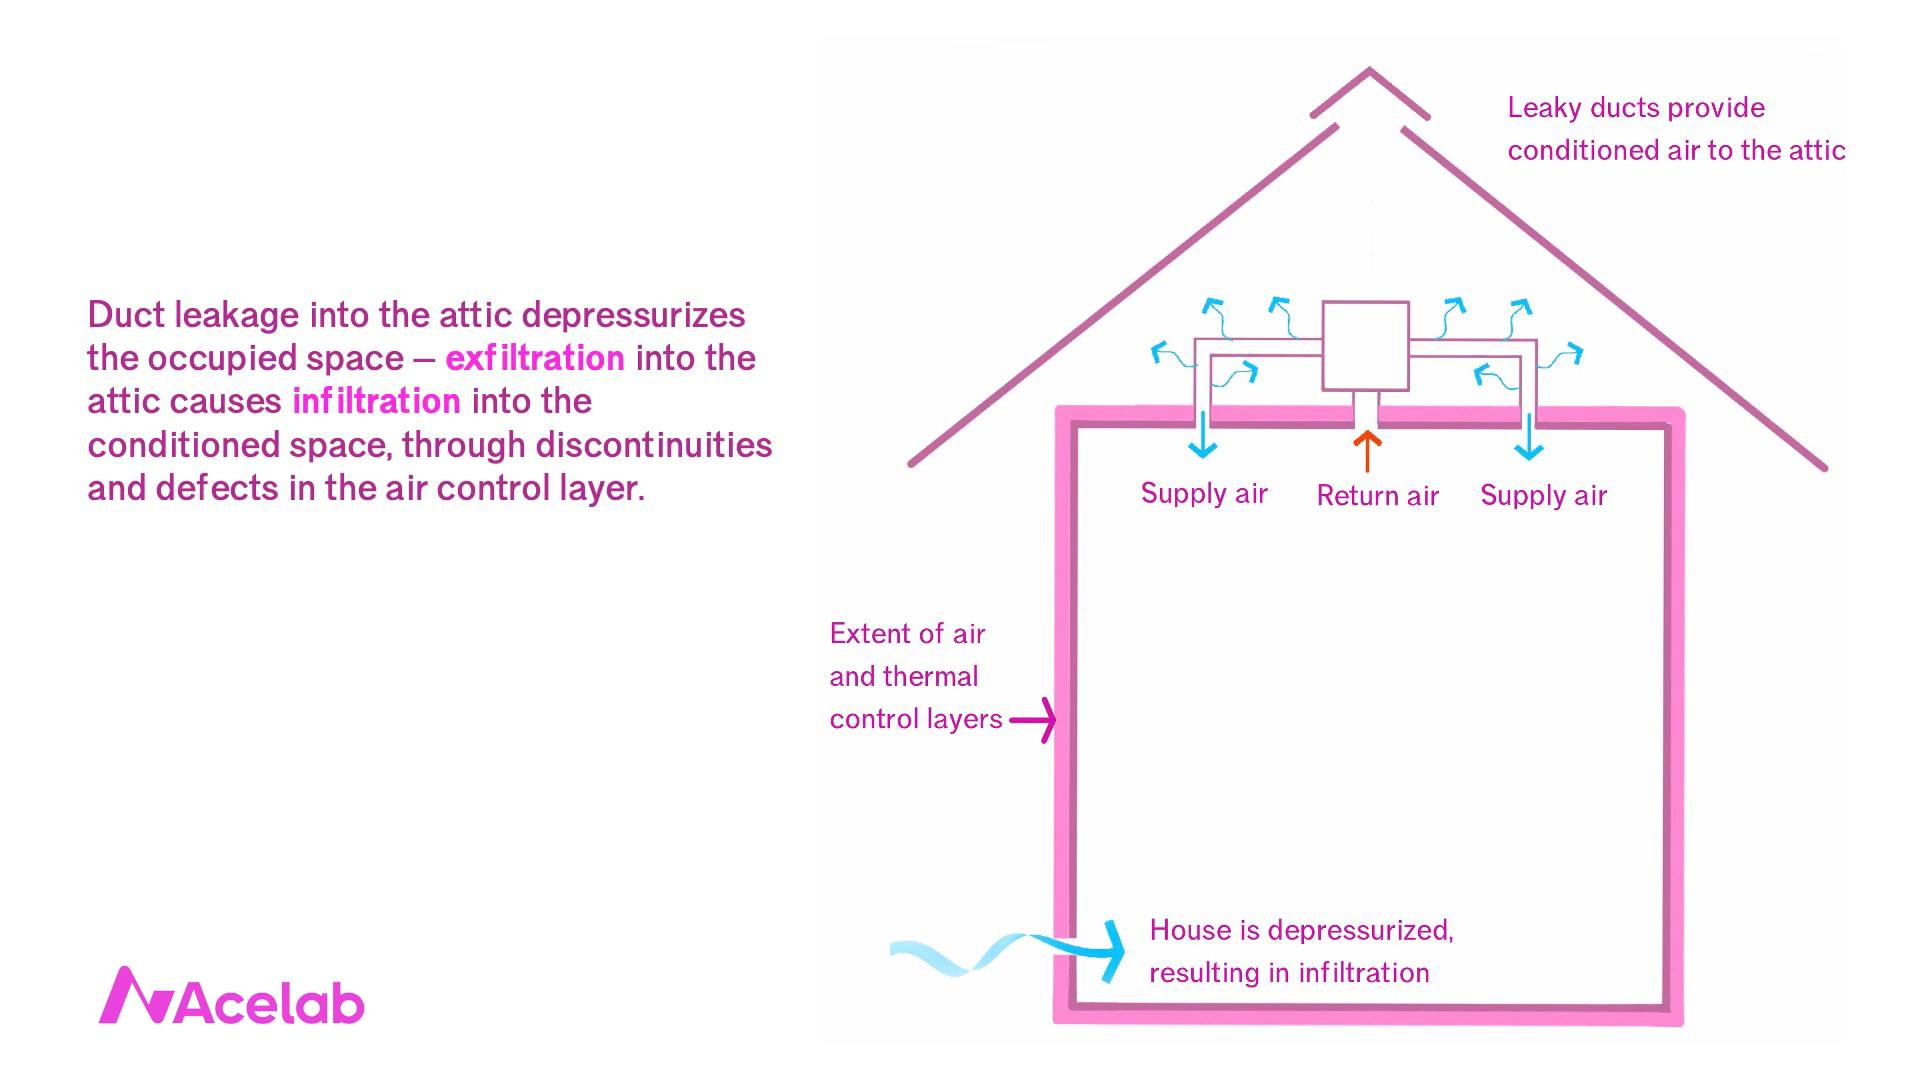 Duct leakage into the attic depressurizes
the occupied space – exfiltration into the
attic causes infiltration into the
conditioned space, through discontinuities
and defects in the air control layer.
Leaky ducts provide
conditioned air to the attic
Supply air
Return air
Supply air
Extent of air
and thermal
control layers
House is depressurized,
resulting in infiltration
Acelab